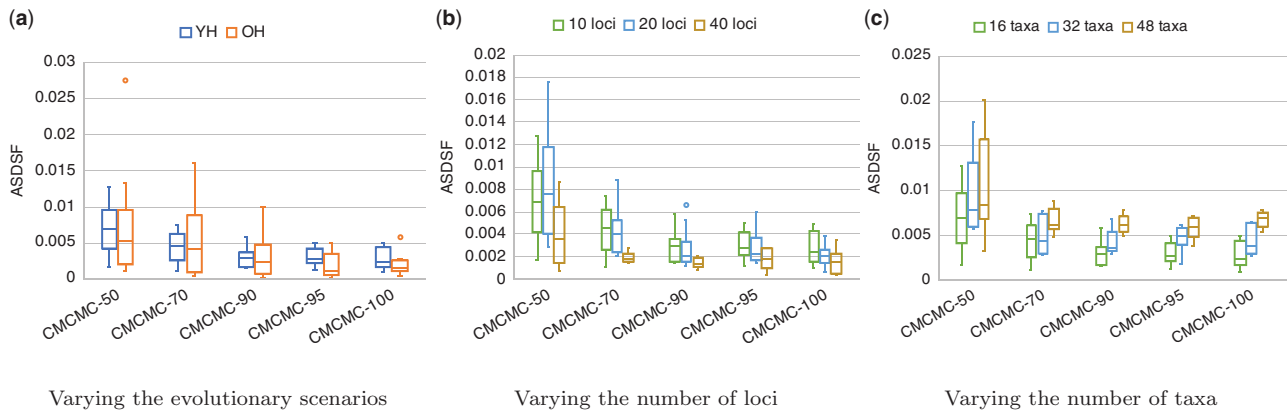 (a)
YH OH
0.03
0.025
0.02
0.015
0.01
0.005
0
ASDSF
CMCMC-50
CMCMC-70
CMCMC-90
CMCMC-95
CMCMC-100
Varying the evolutionary scenarios
(b)
10 loci 20 loci 40 loci
0.02
0.018
0.016
0.014
0.012
0.01
0.008
0.006
0.004
0.002
0
ASDSF
CMCMC-50
CMCMC-70
CMCMC-90
CMCMC-95
CMCMC-100
Varying the number of loci
(c)
16 taxa 32 taxa 48 taxa
0.025
0.02
0.015
0.01
0.005
0
ASDSF
CMCMC-50
CMCMC-70
CMCMC-90
CMCMC-95
CMCMC-100
Varying the number of taxa